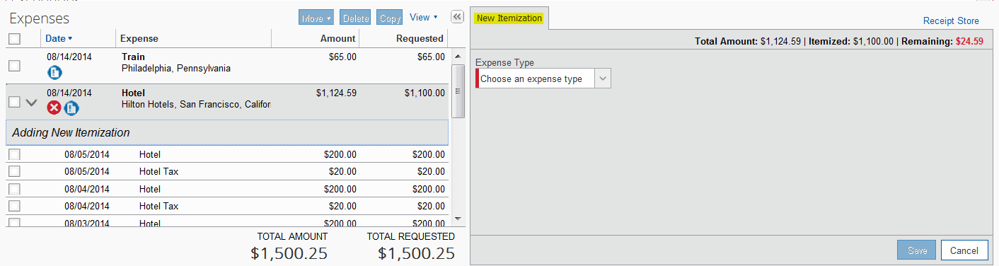 Expenses Move Delete Copy View
Date Expense Amount Requested
08/14/2014 Train $65.00 $65.00
Philadelphia, Pennsylvania
08/14/2014 Hotel $1,124.59 $1,100.00
Hilton Hotels, San Francisco, Califor
Adding New Itemization
08/05/2014 Hotel $200.00 $200.00
08/05/2014 Hotel Tax $20.00 $20.00
08/04/2014 Hotel $200.00 $200.00
08/04/2014 Hotel Tax $20.00 $20.00
08/03/2014 Hotel $200.00 $200.00
TOTAL AMOUNT TOTAL REQUESTED
$1,500.25 $1,500.25
New Itemization Receipt Store
Total Amount: $1,124.59 | Itemized: $1,100.00 | Remaining: $24.59
Expense Type
Choose an expense type
Save Cancel